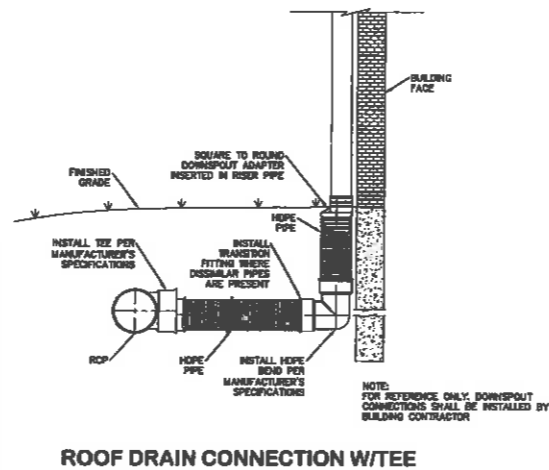 BUILDING
FACE
SQUARE TO ROUND
DOWNSPOUT ADAPTER
INSERTED IN RISER PIPE
FINISHED
GRADE
HDPE
PIPE
INSTALL TEE PER
MANUFACTURER'S
SPECIFICATIONS
INSTALL
TRANSITION
FITTING WHERE
DISSIMILAR PIPES
ARE PRESENT
RCP
HDPE
PIPE
INSTALL HDPE
BEND PER
MANUFACTURER'S
SPECIFICATIONS
NOTE:
FOR REFERENCE ONLY. DOWNSPOUT
CONNECTIONS SHALL BE INSTALLED BY
BUILDING CONTRACTOR
ROOF DRAIN CONNECTION W/TEE